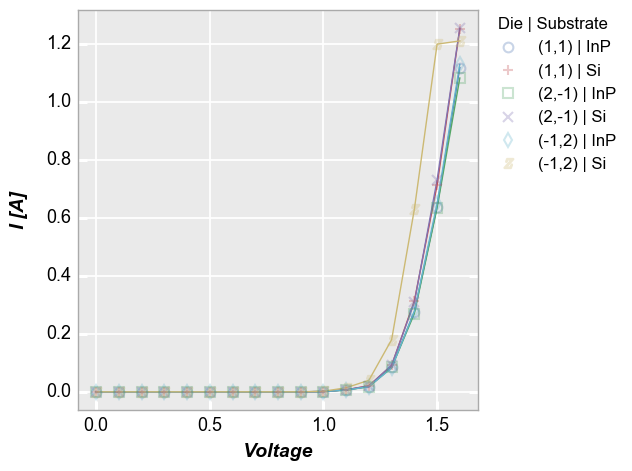 Die | Substrate
(1,1) | InP
(1,1) | Si
(2,-1) | InP
(2,-1) | Si
(-1,2) | InP
(-1,2) | Si
I [A]
1.2
1.0
0.8
0.6
0.4
0.2
0.0
0.0 0.5 1.0 1.5
Voltage